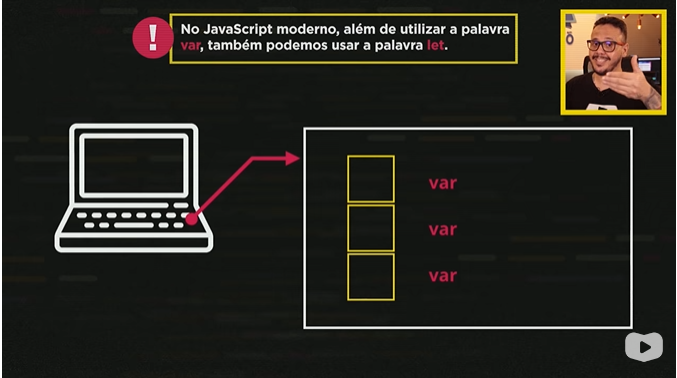 !
No JavaScript moderno, além de utilizar a palavra
var, também podemos usar a palavra let.
var
var
var